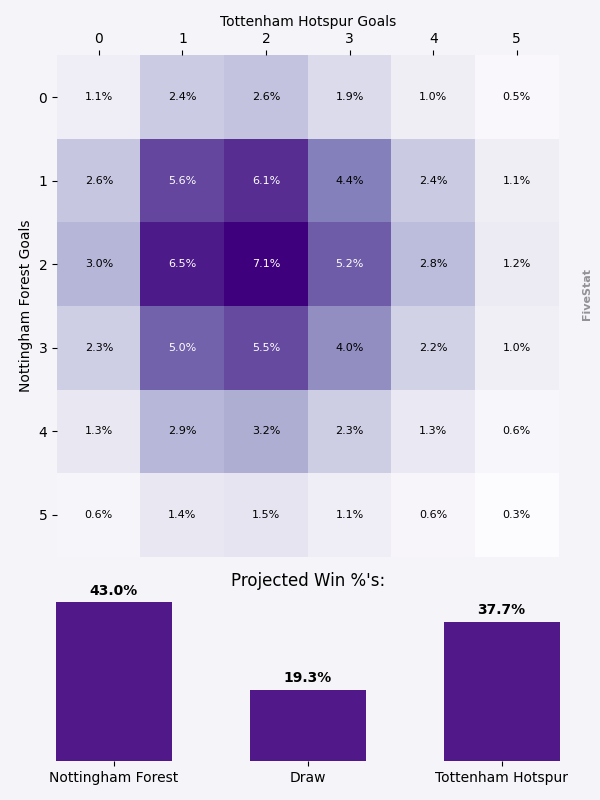 Tottenham Hotspur Goals
0 1 2 3 4 5
0 1.1% 2.4% 2.6% 1.9% 1.0% 0.5%
1 2.6% 5.6% 6.1% 4.4% 2.4% 1.1%
2 3.0% 6.5% 7.1% 5.2% 2.8% 1.2%
3 2.3% 5.0% 5.5% 4.0% 2.2% 1.0%
4 1.3% 2.9% 3.2% 2.3% 1.3% 0.6%
5 0.6% 1.4% 1.5% 1.1% 0.6% 0.3%
Nottingham Forest Goals
FiveStat
Projected Win %'s:
43.0% 19.3% 37.7%
Nottingham Forest Draw Tottenham Hotspur